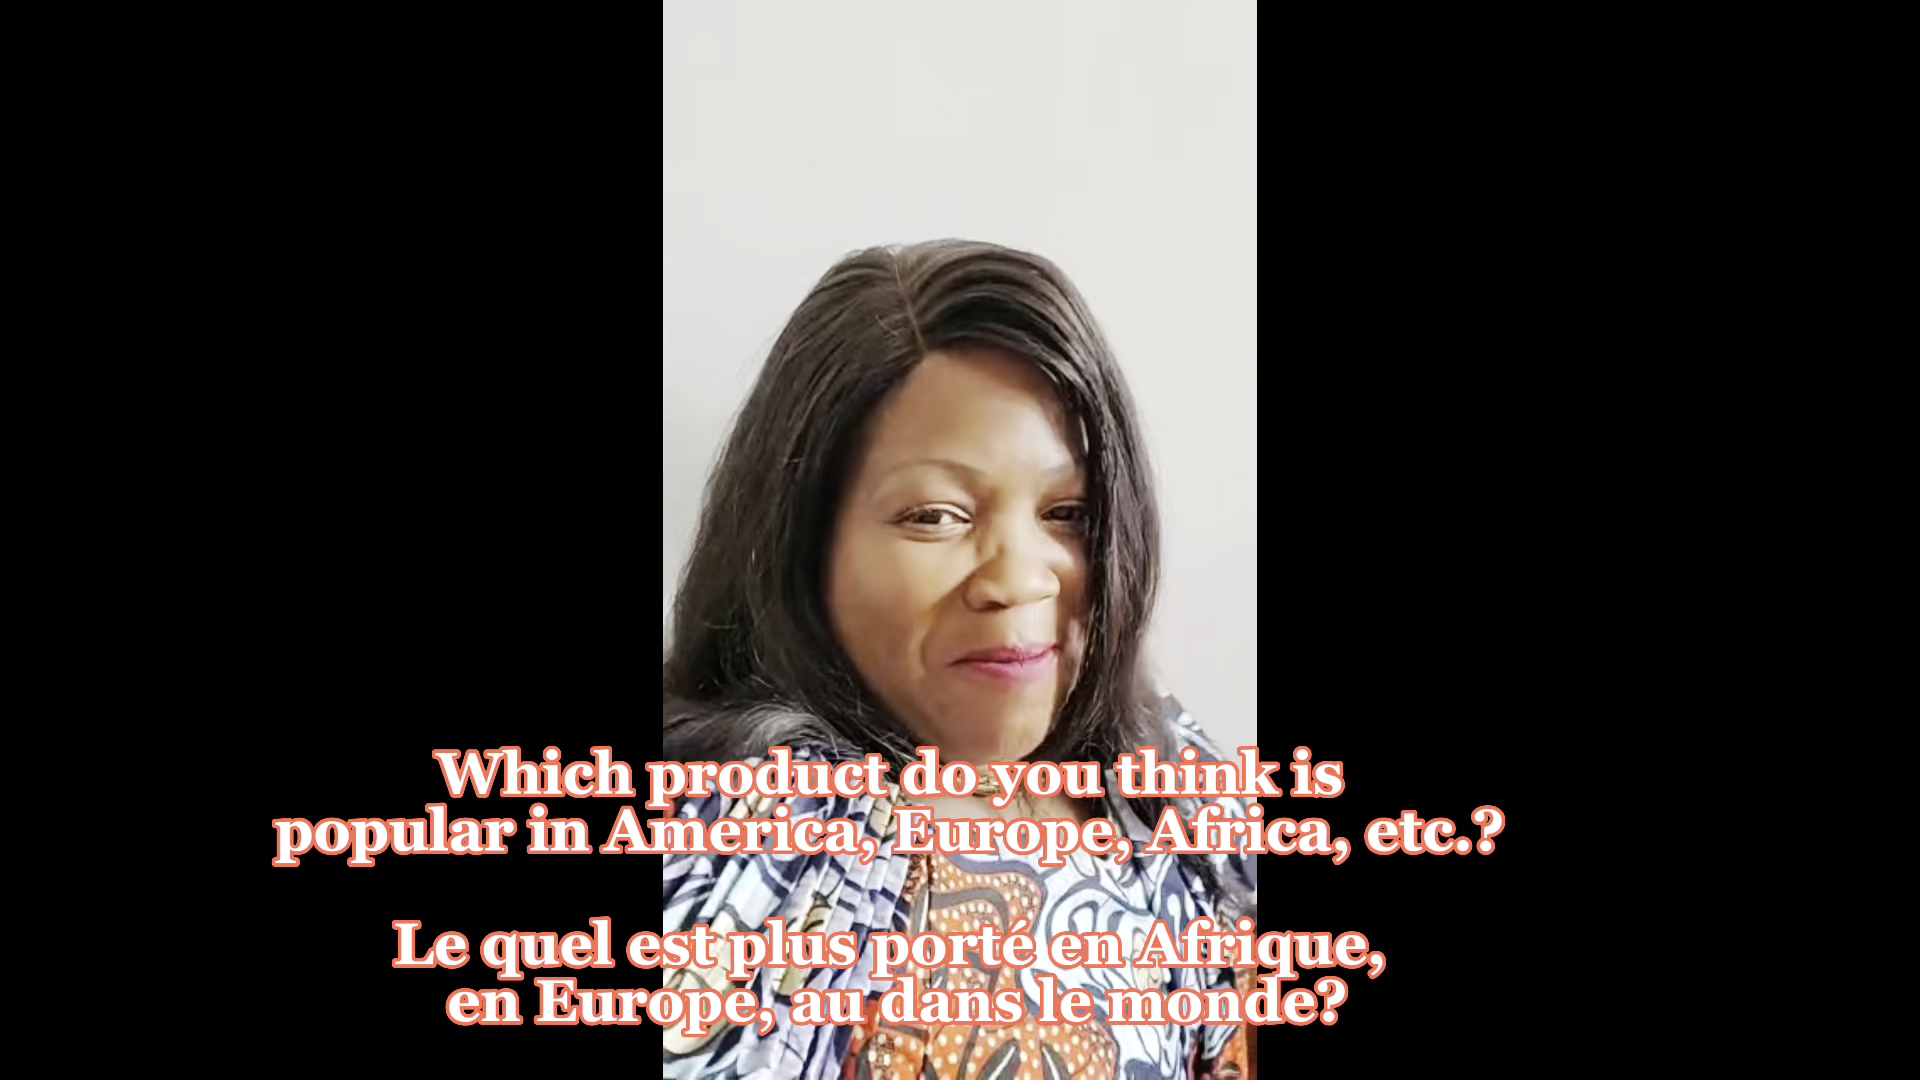 Which product do you think is
popular in America, Europe, Africa, etc.?
Le quel est plus porté en Afrique,
en Europe, au dans le monde?